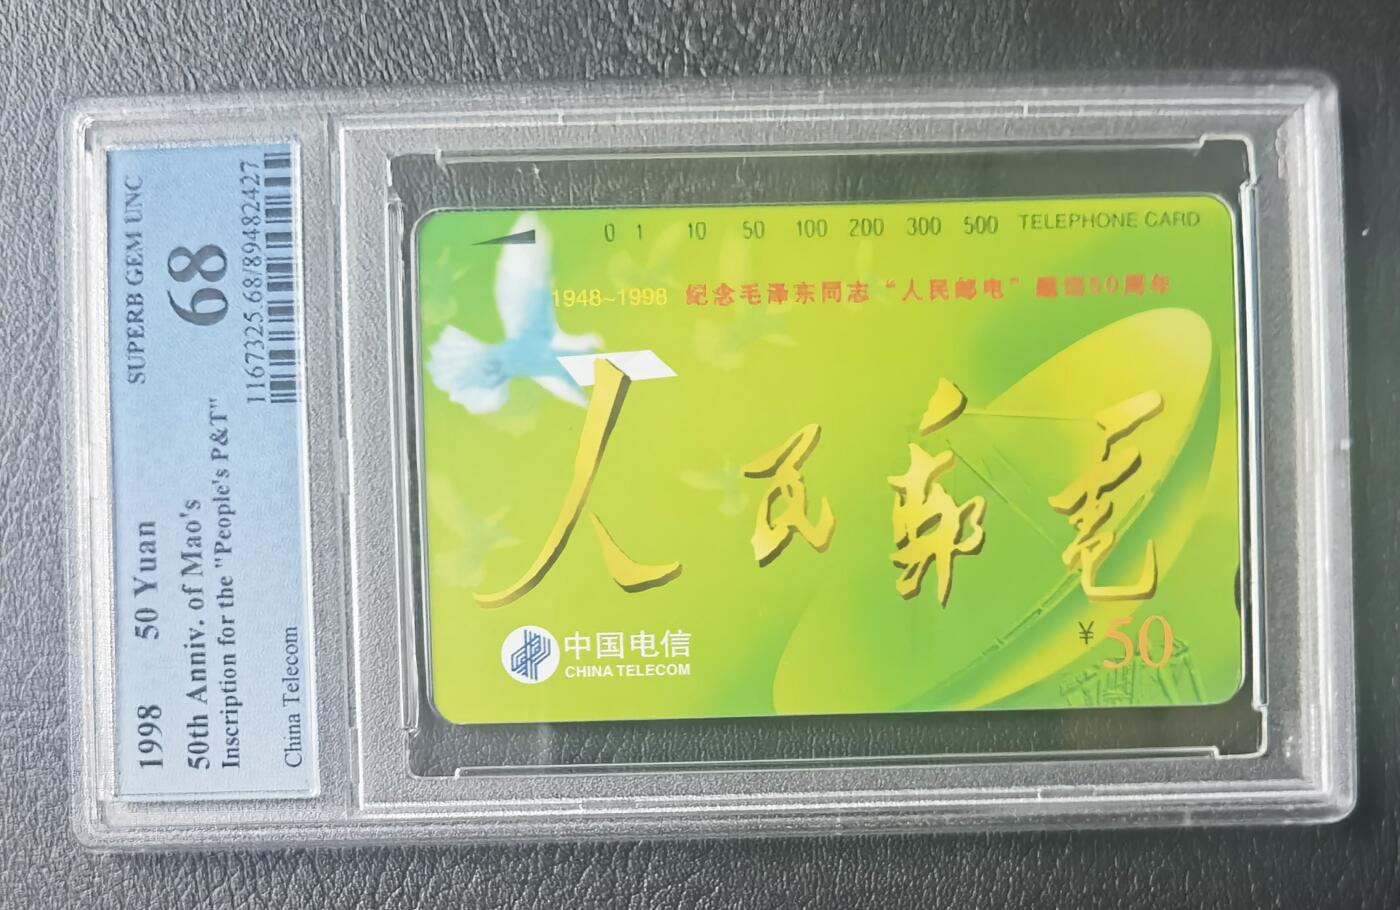 1998 50 Yuan SUPERB GEM UNC
50th Anniv. of Mao's 68
Inscription for the "People's P&T" 1167325.68/89482427
China Telecom
0 1 10 50 100 200 300 500 TELEPHONE CARD
1948~1998 纪念毛泽东同志“人民邮电”题词50周年
人民邮电
中国电信
CHINA TELECOM
¥50